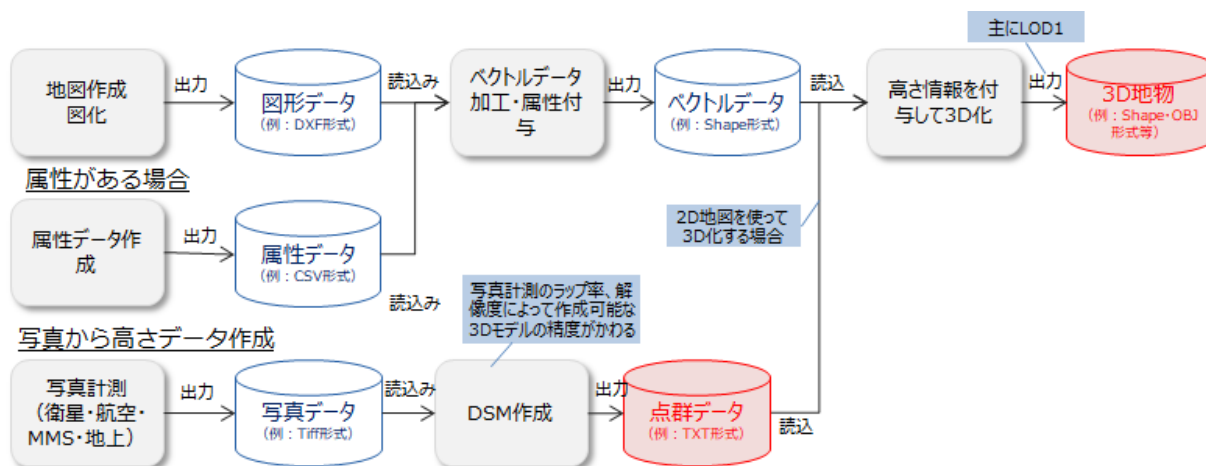 主にLOD1
地図作成
図化
出力
図形データ
(例：DXF形式)
読込み
ベクトルデータ
加工・属性付
与
出力
ベクトルデータ
(例：Shape形式)
読込
高さ情報を付
与して3D化
出力
3D地物
(例：Shape・OBJ
形式等)
属性がある場合
属性データ作
成
出力
属性データ
(例：CSV形式)
読込み
2D地図を使って
3D化する場合
写真計測のラップ率、解
像度によって作成可能な
3Dモデルの精度がかわる
写真から高さデータ作成
写真計測
（衛星・航空・
MMS・地上）
出力
写真データ
(例：Tiff形式)
読込み
DSM作成
出力
点群データ
(例：TXT形式)
読込